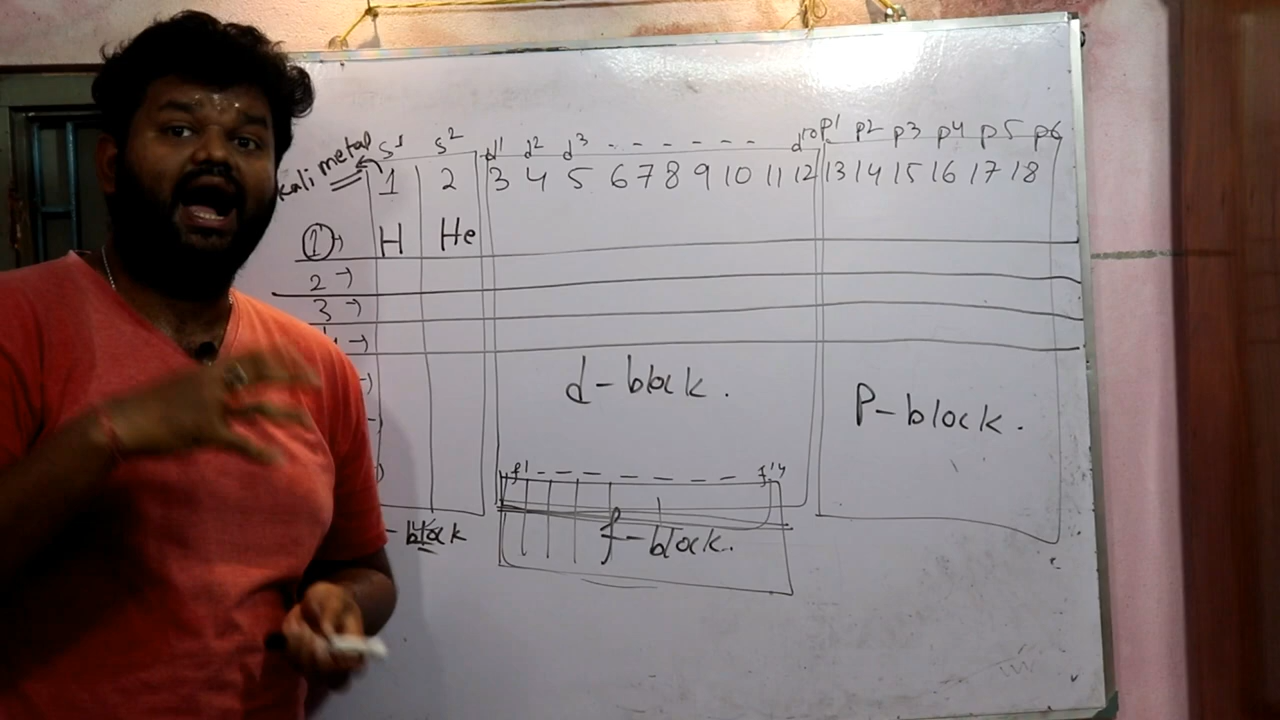 kali metal s¹ s² d¹ d² d³ - - - - - - d¹⁰ p¹ p2 p3 p4 p5 p6
1 2 3 4 5 6 7 8 9 10 11 12 13 14 15 16 17 18
1 → H He
2 →
3 →
→
d-block.
P-block.
f¹ - - - - - - - f¹⁴
-block
f-block.